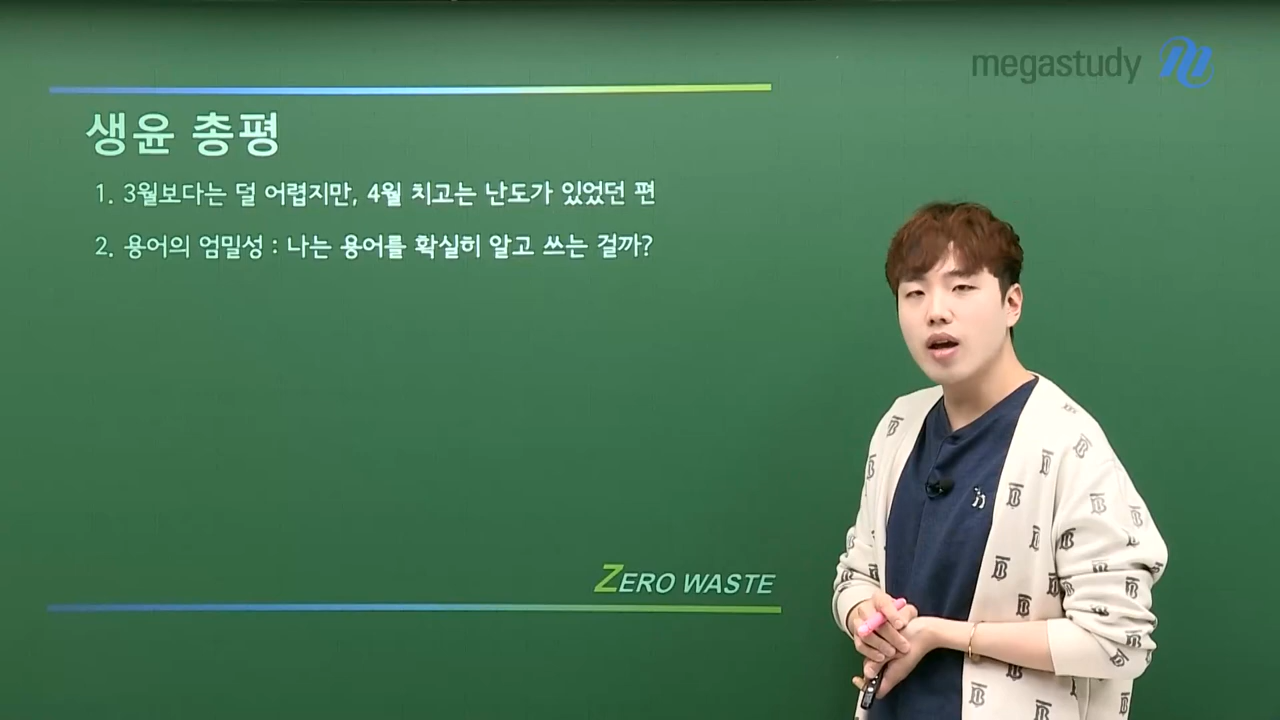 megastudy
생윤 총평
1. 3월보다는 덜 어렵지만, 4월 치고는 난도가 있었던 편
2. 용어의 엄밀성 : 나는 용어를 확실히 알고 쓰는 걸까?
ZERO WASTE